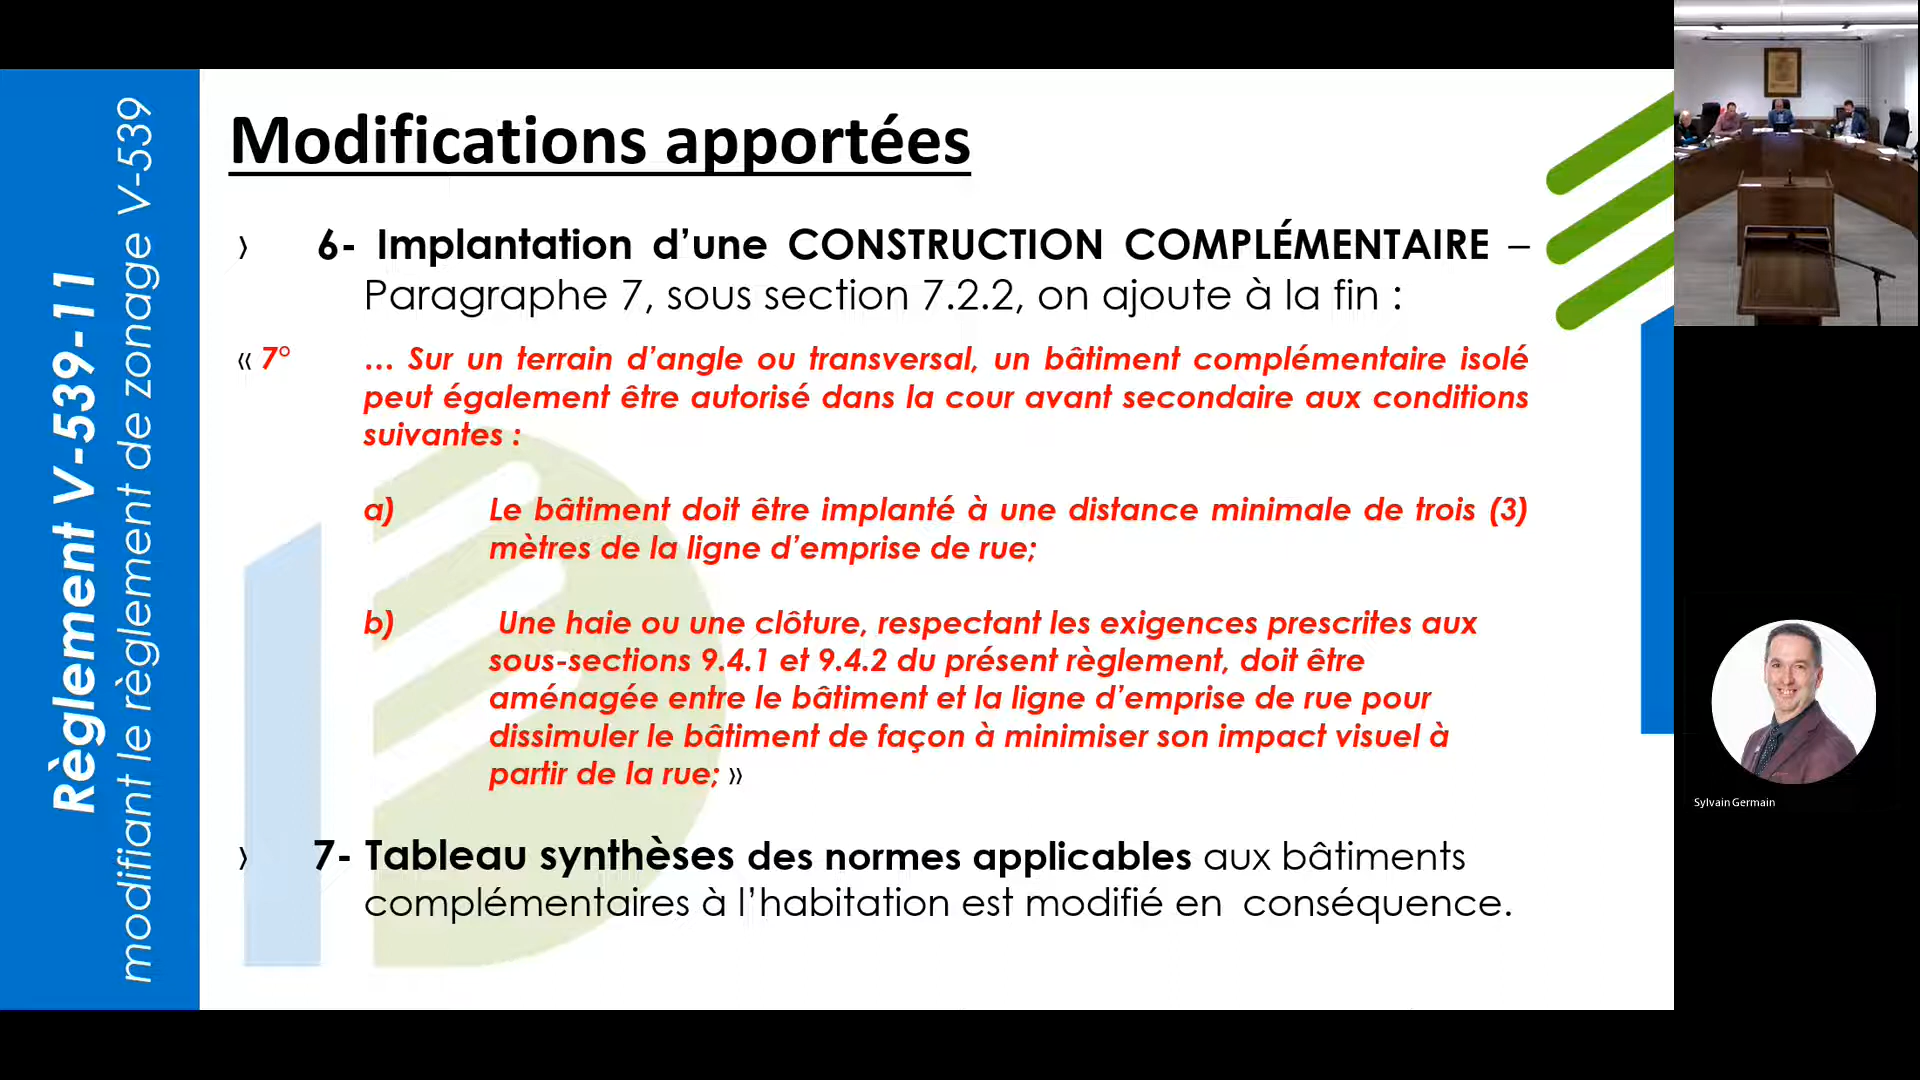 Règlement V-539-11
modifiant le règlement de zonage V-539
Modifications apportées
› 6- Implantation d’une CONSTRUCTION COMPLÉMENTAIRE –
Paragraphe 7, sous section 7.2.2, on ajoute à la fin :
« 7° … Sur un terrain d’angle ou transversal, un bâtiment complémentaire isolé
peut également être autorisé dans la cour avant secondaire aux conditions
suivantes :
a) Le bâtiment doit être implanté à une distance minimale de trois (3)
mètres de la ligne d’emprise de rue;
b) Une haie ou une clôture, respectant les exigences prescrites aux
sous-sections 9.4.1 et 9.4.2 du présent règlement, doit être
aménagée entre le bâtiment et la ligne d’emprise de rue pour
dissimuler le bâtiment de façon à minimiser son impact visuel à
partir de la rue; »
› 7- Tableau synthèses des normes applicables aux bâtiments
complémentaires à l’habitation est modifié en conséquence.
Sylvain Germain